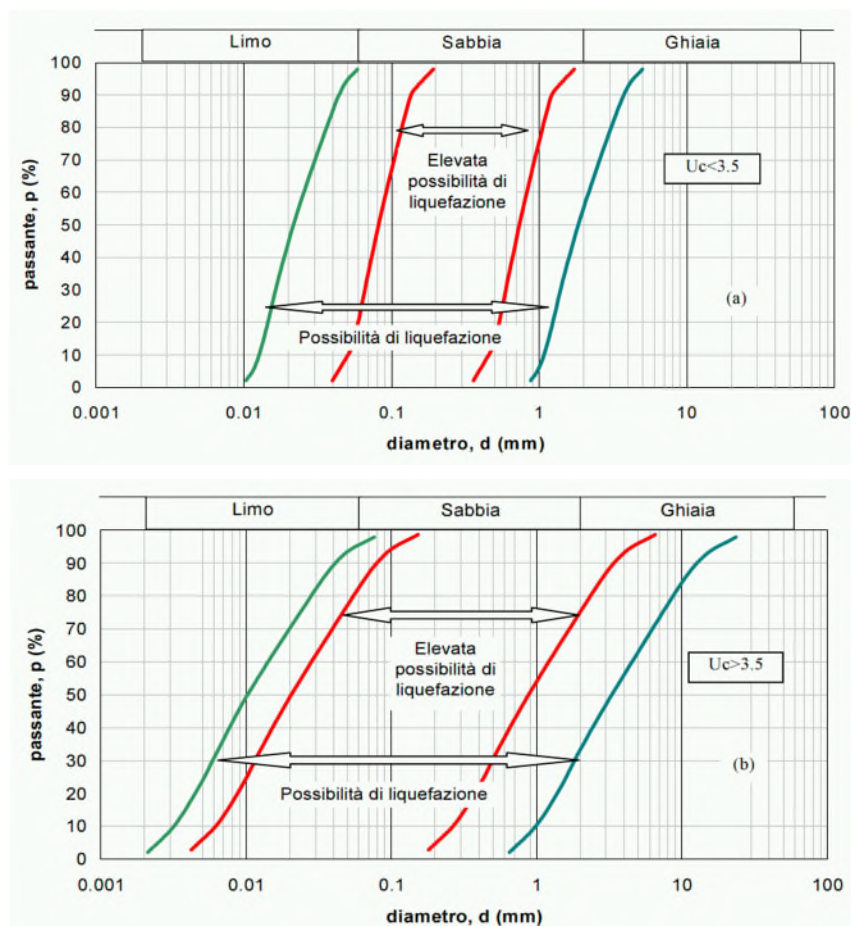 Limo Sabbia Ghiaia
100
90
80
70
60
50
40
30
20
10
0
passante, p (%)
Elevata
possibilità di
liquefazione
Uc<3.5
Possibilità di liquefazione
(a)
0.001 0.01 0.1 1 10 100
diametro, d (mm)
Limo Sabbia Ghiaia
100
90
80
70
60
50
40
30
20
10
0
passante, p (%)
Elevata
possibilità di
liquefazione
Uc>3.5
Possibilità di liquefazione
(b)
0.001 0.01 0.1 1 10 100
diametro, d (mm)